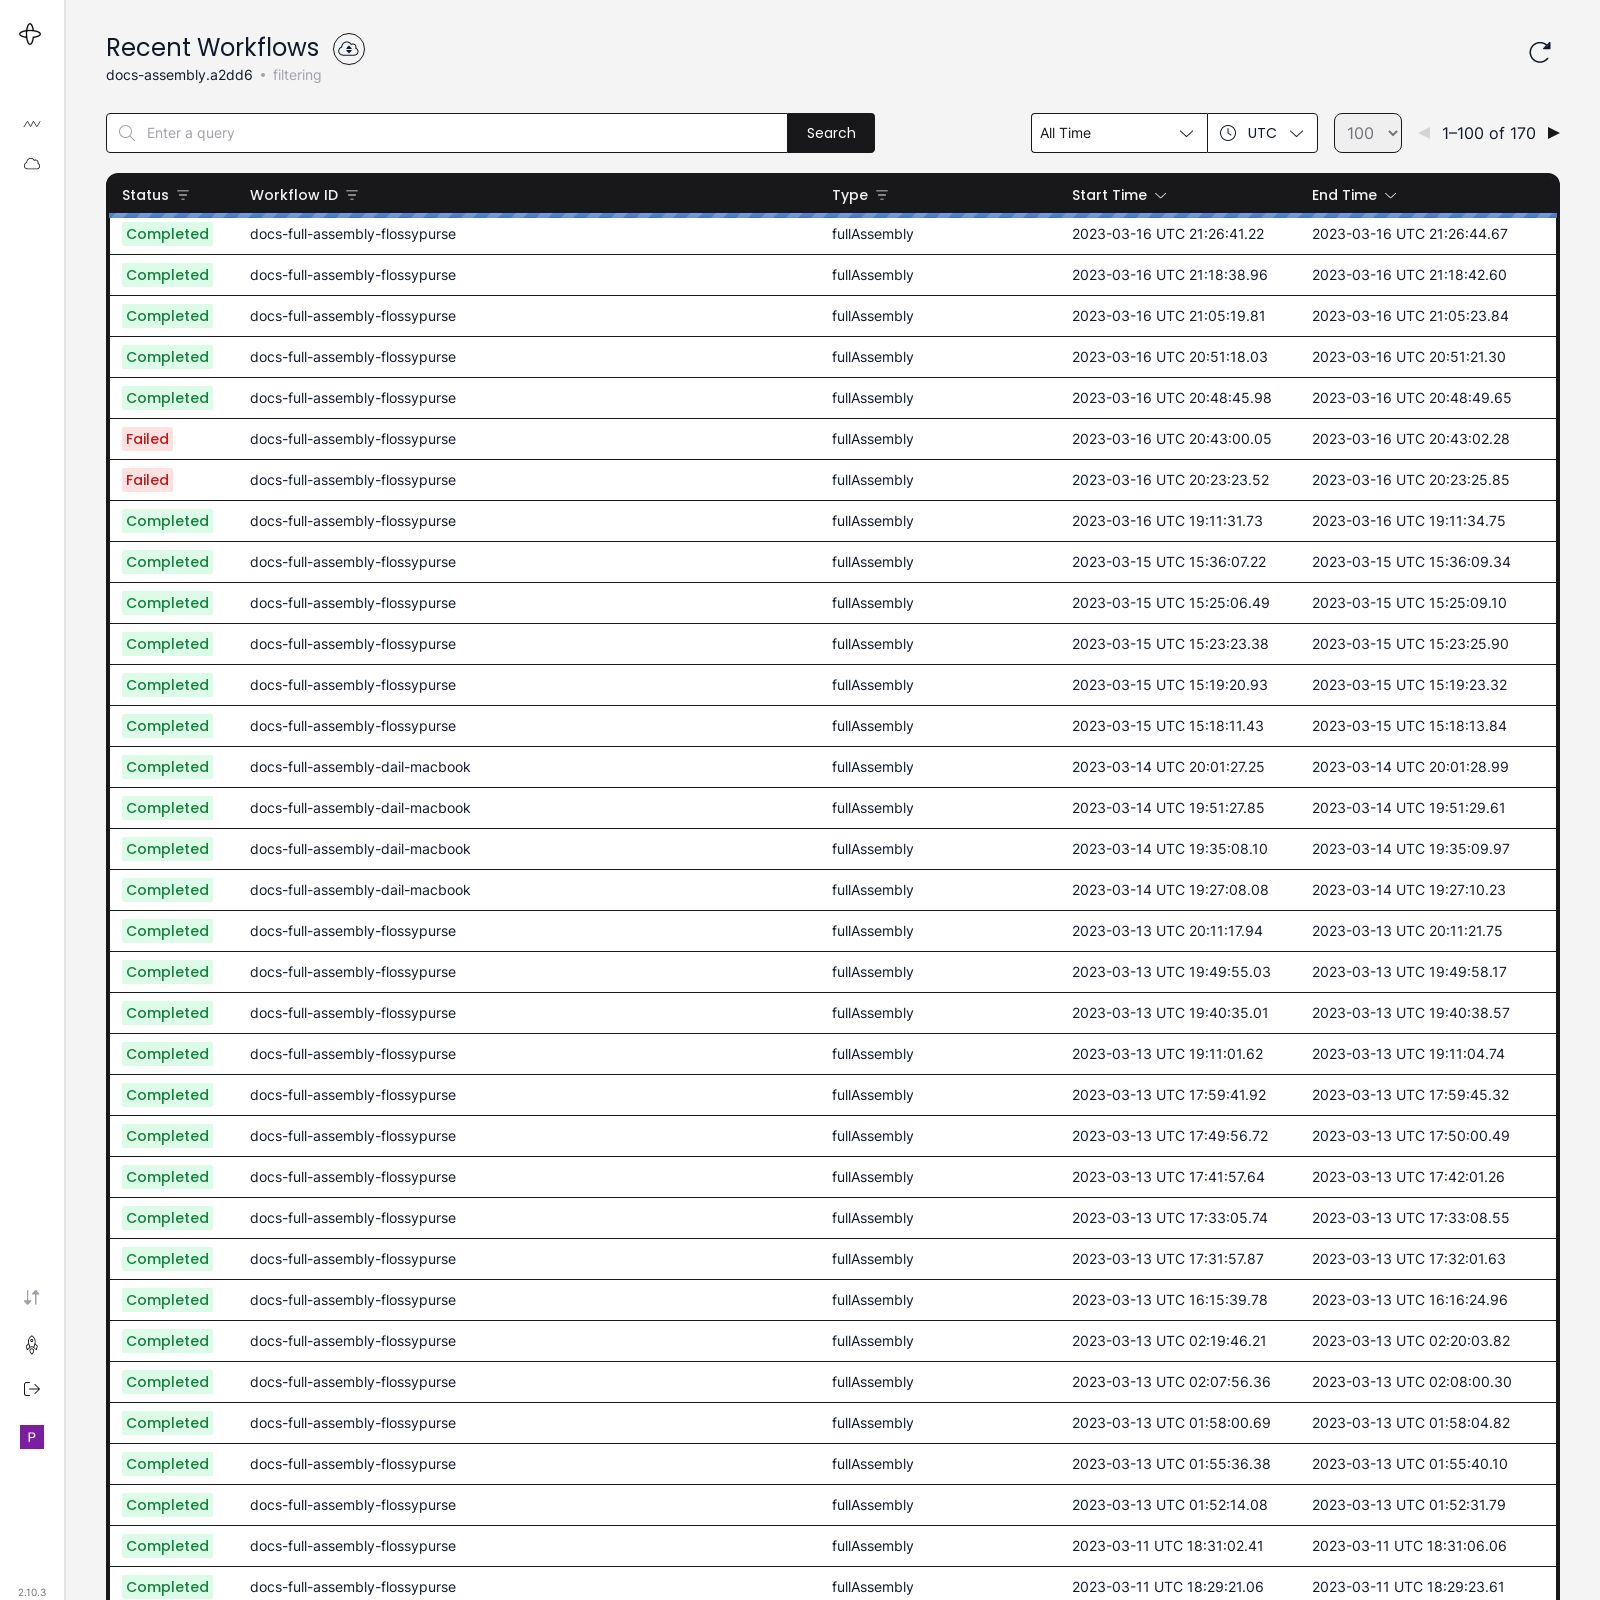 Recent Workflows
docs-assembly.a2dd6 • filtering
Enter a query Search All Time UTC 100 1–100 of 170
Status Workflow ID Type Start Time End Time
Completed docs-full-assembly-flossypurse fullAssembly 2023-03-16 UTC 21:26:41.22 2023-03-16 UTC 21:26:44.67
Completed docs-full-assembly-flossypurse fullAssembly 2023-03-16 UTC 21:18:38.96 2023-03-16 UTC 21:18:42.60
Completed docs-full-assembly-flossypurse fullAssembly 2023-03-16 UTC 21:05:19.81 2023-03-16 UTC 21:05:23.84
Completed docs-full-assembly-flossypurse fullAssembly 2023-03-16 UTC 20:51:18.03 2023-03-16 UTC 20:51:21.30
Completed docs-full-assembly-flossypurse fullAssembly 2023-03-16 UTC 20:48:45.98 2023-03-16 UTC 20:48:49.65
Failed docs-full-assembly-flossypurse fullAssembly 2023-03-16 UTC 20:43:00.05 2023-03-16 UTC 20:43:02.28
Failed docs-full-assembly-flossypurse fullAssembly 2023-03-16 UTC 20:23:23.52 2023-03-16 UTC 20:23:25.85
Completed docs-full-assembly-flossypurse fullAssembly 2023-03-16 UTC 19:11:31.73 2023-03-16 UTC 19:11:34.75
Completed docs-full-assembly-flossypurse fullAssembly 2023-03-15 UTC 15:36:07.22 2023-03-15 UTC 15:36:09.34
Completed docs-full-assembly-flossypurse fullAssembly 2023-03-15 UTC 15:25:06.49 2023-03-15 UTC 15:25:09.10
Completed docs-full-assembly-flossypurse fullAssembly 2023-03-15 UTC 15:23:23.38 2023-03-15 UTC 15:23:25.90
Completed docs-full-assembly-flossypurse fullAssembly 2023-03-15 UTC 15:19:20.93 2023-03-15 UTC 15:19:23.32
Completed docs-full-assembly-flossypurse fullAssembly 2023-03-15 UTC 15:18:11.43 2023-03-15 UTC 15:18:13.84
Completed docs-full-assembly-dail-macbook fullAssembly 2023-03-14 UTC 20:01:27.25 2023-03-14 UTC 20:01:28.99
Completed docs-full-assembly-dail-macbook fullAssembly 2023-03-14 UTC 19:51:27.85 2023-03-14 UTC 19:51:29.61
Completed docs-full-assembly-dail-macbook fullAssembly 2023-03-14 UTC 19:35:08.10 2023-03-14 UTC 19:35:09.97
Completed docs-full-assembly-dail-macbook fullAssembly 2023-03-14 UTC 19:27:08.08 2023-03-14 UTC 19:27:10.23
Completed docs-full-assembly-flossypurse fullAssembly 2023-03-13 UTC 20:11:17.94 2023-03-13 UTC 20:11:21.75
Completed docs-full-assembly-flossypurse fullAssembly 2023-03-13 UTC 19:49:55.03 2023-03-13 UTC 19:49:58.17
Completed docs-full-assembly-flossypurse fullAssembly 2023-03-13 UTC 19:40:35.01 2023-03-13 UTC 19:40:38.57
Completed docs-full-assembly-flossypurse fullAssembly 2023-03-13 UTC 19:11:01.62 2023-03-13 UTC 19:11:04.74
Completed docs-full-assembly-flossypurse fullAssembly 2023-03-13 UTC 17:59:41.92 2023-03-13 UTC 17:59:45.32
Completed docs-full-assembly-flossypurse fullAssembly 2023-03-13 UTC 17:49:56.72 2023-03-13 UTC 17:50:00.49
Completed docs-full-assembly-flossypurse fullAssembly 2023-03-13 UTC 17:41:57.64 2023-03-13 UTC 17:42:01.26
Completed docs-full-assembly-flossypurse fullAssembly 2023-03-13 UTC 17:33:05.74 2023-03-13 UTC 17:33:08.55
Completed docs-full-assembly-flossypurse fullAssembly 2023-03-13 UTC 17:31:57.87 2023-03-13 UTC 17:32:01.63
Completed docs-full-assembly-flossypurse fullAssembly 2023-03-13 UTC 16:15:39.78 2023-03-13 UTC 16:16:24.96
Completed docs-full-assembly-flossypurse fullAssembly 2023-03-13 UTC 02:19:46.21 2023-03-13 UTC 02:20:03.82
Completed docs-full-assembly-flossypurse fullAssembly 2023-03-13 UTC 02:07:56.36 2023-03-13 UTC 02:08:00.30
Completed docs-full-assembly-flossypurse fullAssembly 2023-03-13 UTC 01:58:00.69 2023-03-13 UTC 01:58:04.82
P
Completed docs-full-assembly-flossypurse fullAssembly 2023-03-13 UTC 01:55:36.38 2023-03-13 UTC 01:55:40.10
Completed docs-full-assembly-flossypurse fullAssembly 2023-03-13 UTC 01:52:14.08 2023-03-13 UTC 01:52:31.79
Completed docs-full-assembly-flossypurse fullAssembly 2023-03-11 UTC 18:31:02.41 2023-03-11 UTC 18:31:06.06
Completed docs-full-assembly-flossypurse fullAssembly 2023-03-11 UTC 18:29:21.06 2023-03-11 UTC 18:29:23.61
2.10.3